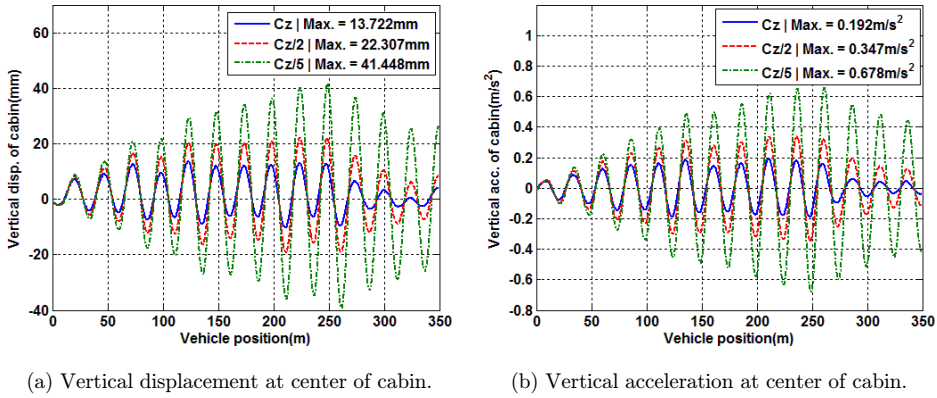 Cz | Max. = 13.722mm
Cz/2 | Max. = 22.307mm
Cz/5 | Max. = 41.448mm
Vertical disp. of cabin(mm)
60
40
20
0
-20
-40
0 50 100 150 200 250 300 350
Vehicle position(m)
(a) Vertical displacement at center of cabin.
Cz | Max. = 0.192m/s²
Cz/2 | Max. = 0.347m/s²
Cz/5 | Max. = 0.678m/s²
Vertical acc. of cabin(m/s²)
1
0.8
0.6
0.4
0.2
0
-0.2
-0.4
-0.6
-0.8
0 50 100 150 200 250 300 350
Vehicle position(m)
(b) Vertical acceleration at center of cabin.